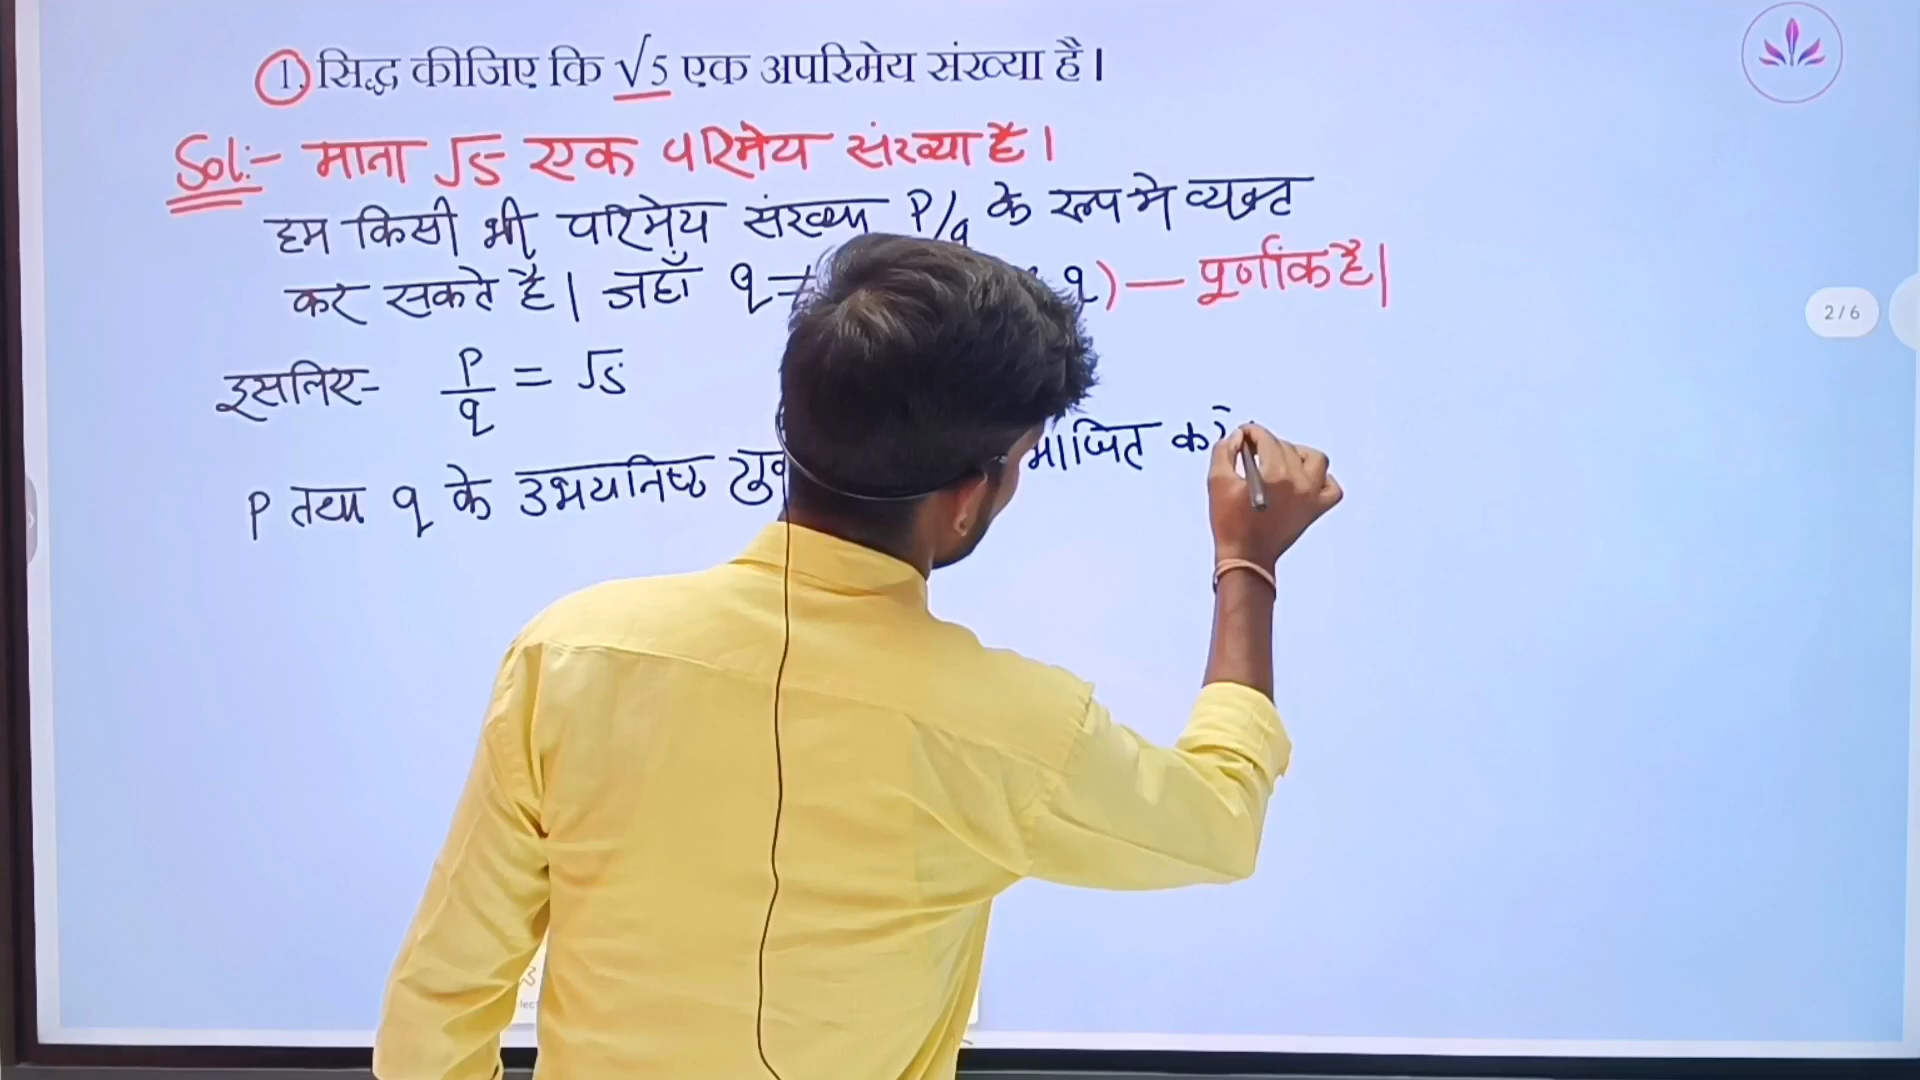 1. सिद्ध कीजिए कि √5 एक अपरिमेय संख्या है।
Sol:- माना √5 एक परिमेय संख्या है।
हम किसी भी परिमेय संख्या P/q के रूप मे व्यक्त
कर सकते है। जहाँ q≠ q) — पूर्णांक है।
इसलिए- P/q = √5
P तथा q के उभयनिष्ठ
2/6